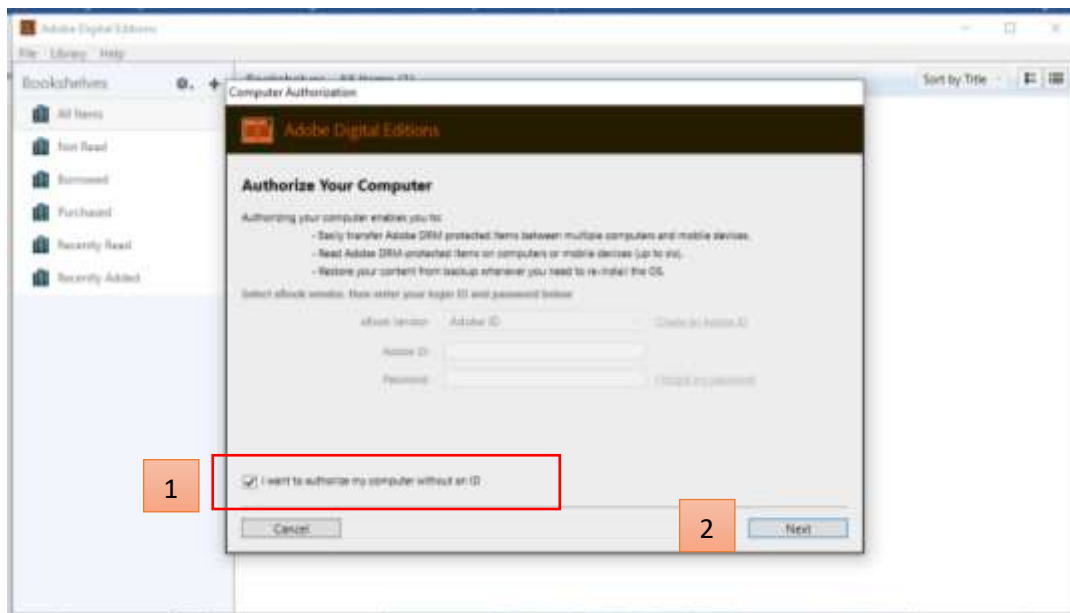 Adobe Digital Editions
File Library Help
Bookshelves
Sort by Title
All Items
Not Read
Borrowed
Purchased
Recently Read
Recently Added
Computer Authorization
Adobe Digital Editions
Authorize Your Computer
Authorizing your computer enables you to:
- Easily transfer Adobe DRM protected items between multiple computers and mobile devices.
- Read Adobe DRM-protected items on computers or mobile devices (up to six).
- Restore your content from backup whenever you need to re-install the OS.
Select eBook vendor, then enter your login ID and password below
eBook Vendor Adobe ID Create an Adobe ID
Adobe ID
Password I forgot my password
1
I want to authorize my computer without an ID
Cancel
2
Next